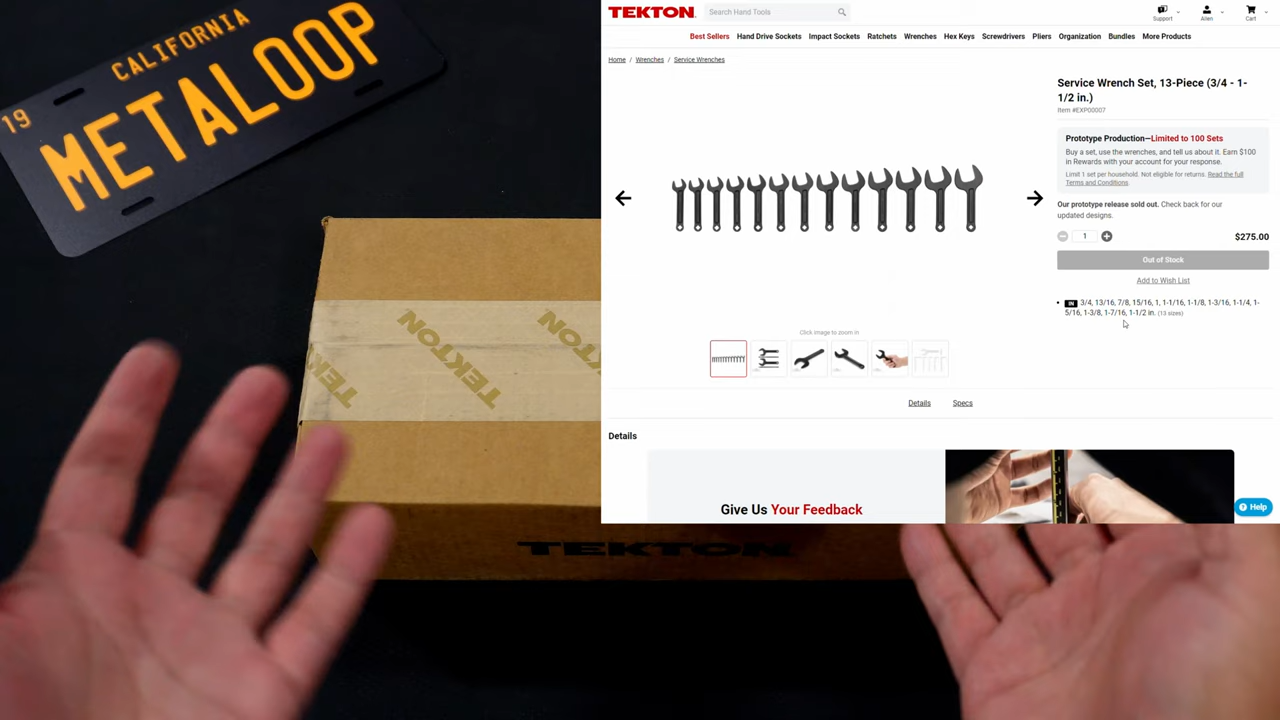 CALIFORNIA
19
METALOOP
TEKTON
TEKTON
TEKTON
TEKTON
TEKTON
Search Hand Tools
Support
Allen
Cart
Best Sellers
Hand Drive Sockets
Impact Sockets
Ratchets
Wrenches
Hex Keys
Screwdrivers
Pliers
Organization
Bundles
More Products
Home / Wrenches / Service Wrenches
Service Wrench Set, 13-Piece (3/4 - 1-
1/2 in.)
Item #EXP00007
Prototype Production—Limited to 100 Sets
Buy a set, use the wrenches, and tell us about it. Earn $100
in Rewards with your account for your response.
Limit 1 set per household. Not eligible for returns. Read the full
Terms and Conditions.
Our prototype release sold out. Check back for our
updated designs.
1
$275.00
Out of Stock
Add to Wish List
IN 3/4, 13/16, 7/8, 15/16, 1, 1-1/16, 1-1/8, 1-3/16, 1-1/4, 1-
5/16, 1-3/8, 1-7/16, 1-1/2 in. (13 sizes)
Click image to zoom in
Details
Specs
Details
Give Us Your Feedback
Help